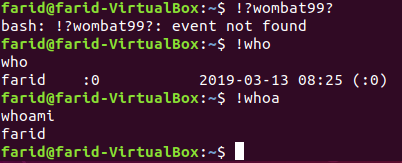 farid@farid-VirtualBox:~$ !?wombat99?
bash: !?wombat99?: event not found
farid@farid-VirtualBox:~$ !who
who
farid    :0           2019-03-13 08:25 (:0)
farid@farid-VirtualBox:~$ !whoa
whoami
farid
farid@farid-VirtualBox:~$